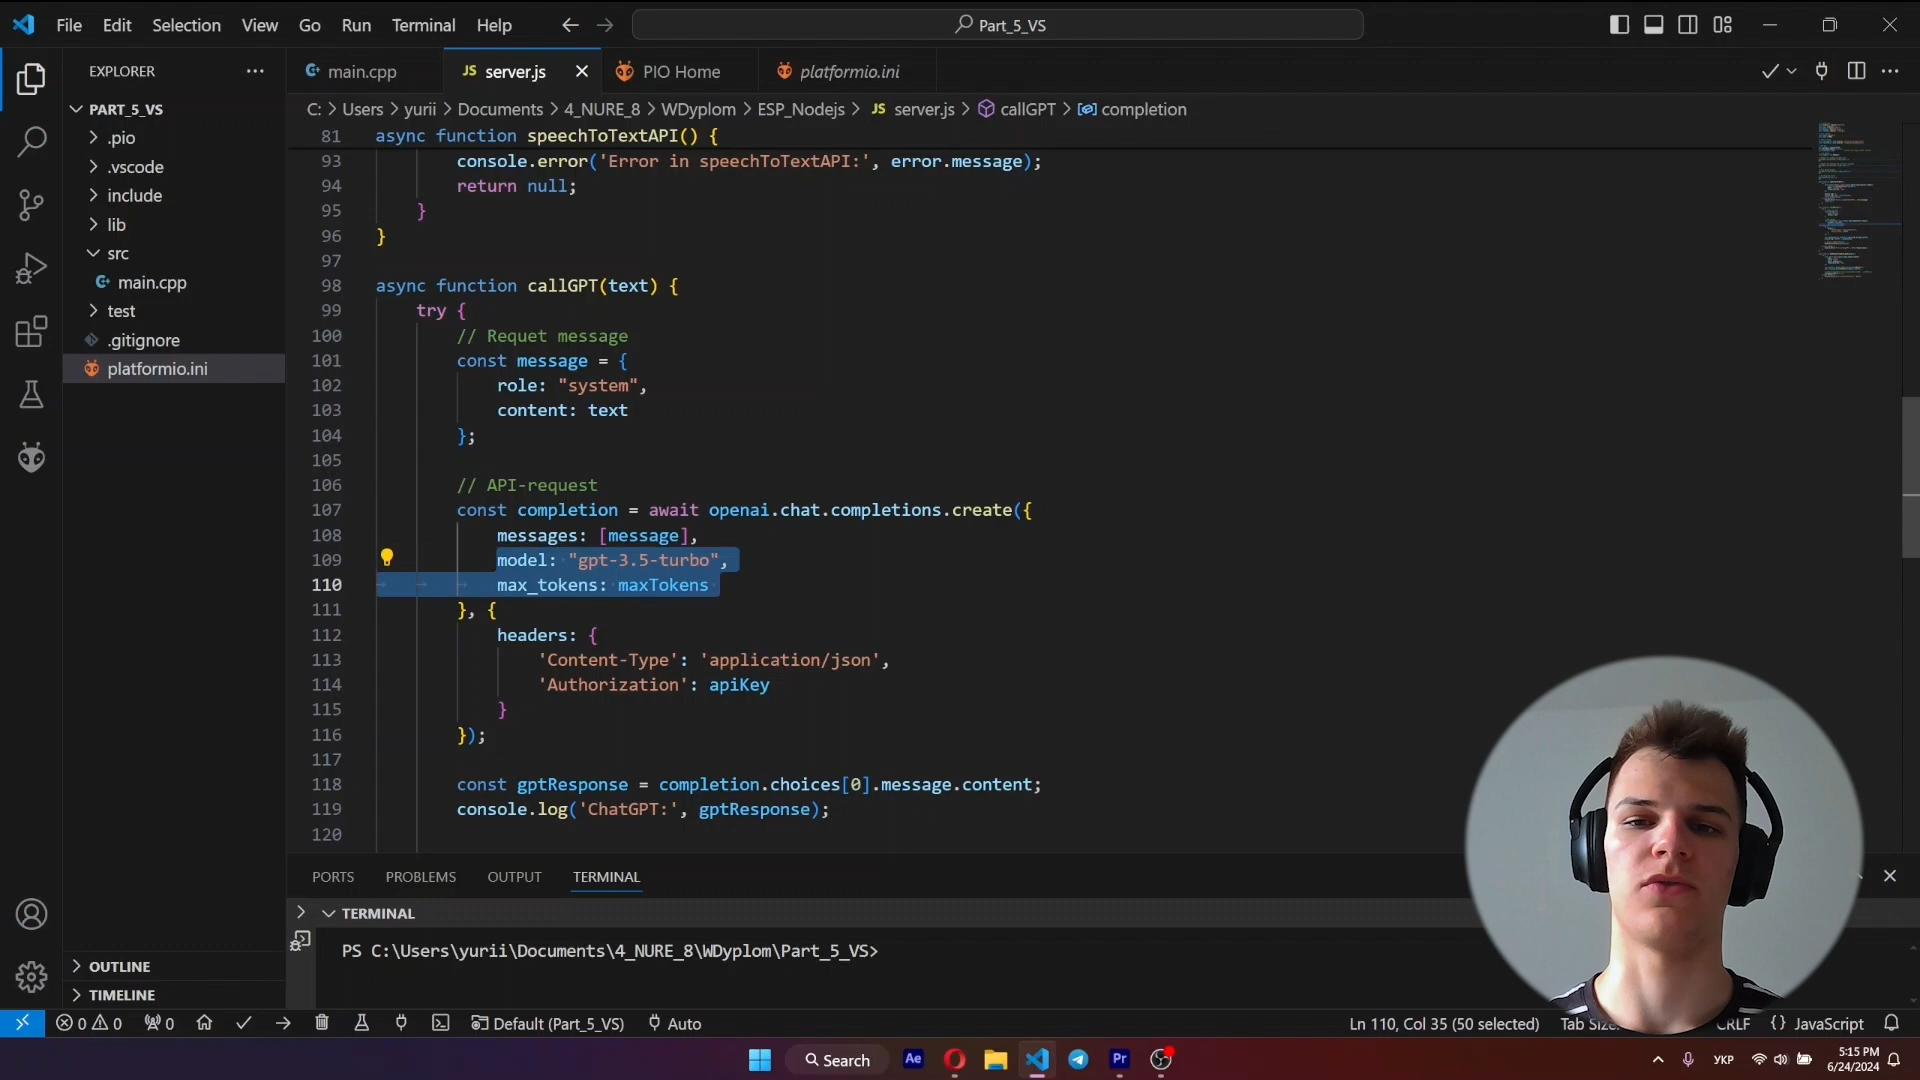 File Edit Selection View Go Run Terminal Help
Part_5_VS
EXPLORER
main.cpp
JS server.js
PIO Home
platformio.ini
C: > Users > yurii > Documents > 4_NURE_8 > WDyplom > ESP_Nodejs > JS server.js > callGPT > completion
PART_5_VS
.pio
.vscode
include
lib
src
main.cpp
test
.gitignore
platformio.ini
OUTLINE
TIMELINE
81 async function speechToTextAPI() {
93 console.error('Error in speechToTextAPI:', error.message);
94 return null;
95 }
96 }
97
98 async function callGPT(text) {
99 try {
100 // Requet message
101 const message = {
102 role: "system",
103 content: text
104 };
105
106 // API-request
107 const completion = await openai.chat.completions.create({
108 messages: [message],
109 model: "gpt-3.5-turbo",
110 max_tokens: maxTokens
111 }, {
112 headers: {
113 'Content-Type': 'application/json',
114 'Authorization': apiKey
115 }
116 });
117
118 const gptResponse = completion.choices[0].message.content;
119 console.log('ChatGPT:', gptResponse);
120
PORTS PROBLEMS OUTPUT TERMINAL
TERMINAL
PS C:\Users\yurii\Documents\4_NURE_8\WDyplom\Part_5_VS>
0 0 0 Default (Part_5_VS) Auto
Ln 110, Col 35 (50 selected) Tab Size CRLF {} JavaScript
Search
Ae
Pr
УКР
5:15 PM
6/24/2024